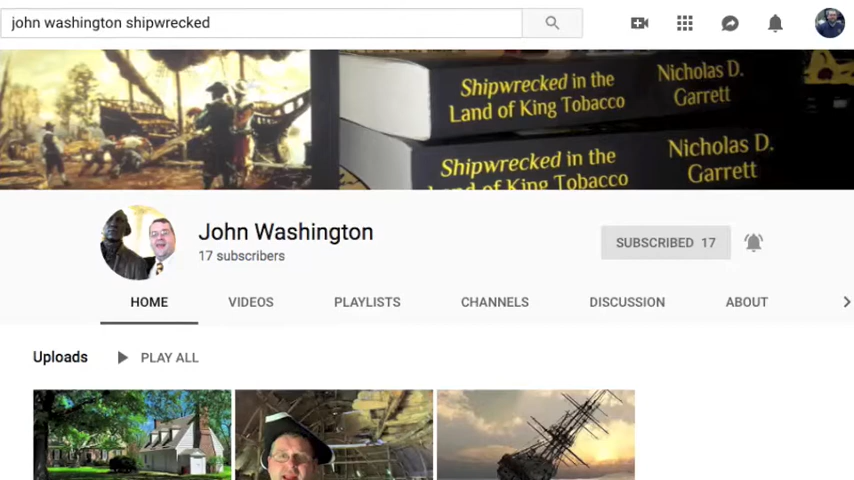 john washington shipwrecked
Shipwrecked in the
Land of King Tobacco
Nicholas D.
Garrett
Shipwrecked in the
Land of King Tobacco
Nicholas D.
Garrett
John Washington
17 subscribers
SUBSCRIBED 17
HOME VIDEOS PLAYLISTS CHANNELS DISCUSSION ABOUT
Uploads PLAY ALL